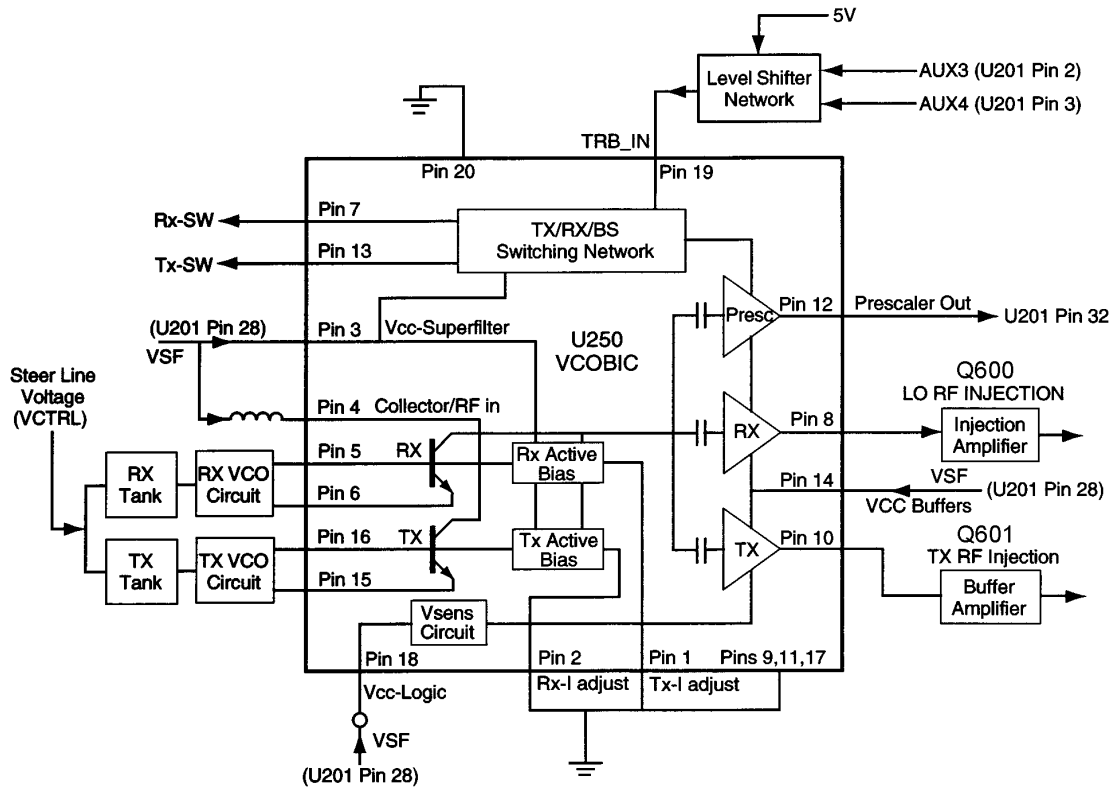 5V
Level Shifter
Network
AUX3 (U201 Pin 2)
AUX4 (U201 Pin 3)
TRB_IN
Pin 20
Pin 19
Rx-SW
Pin 7
TX/RX/BS
Switching Network
Tx-SW
Pin 13
Presc
Pin 12
Prescaler Out
U201 Pin 32
(U201 Pin 28)
VSF
Pin 3
Vcc-Superfilter
U250
VCOBIC
Steer Line
Voltage
(VCTRL)
Pin 4
Collector/RF in
Q600
LO RF INJECTION
RX
Pin 8
Injection
Amplifier
RX
Tank
RX VCO
Circuit
Pin 5
RX
Rx Active
Bias
Pin 6
Pin 14
VSF
VCC Buffers
(U201 Pin 28)
TX
Tank
TX VCO
Circuit
Pin 16
TX
Tx Active
Bias
Pin 15
TX
Pin 10
Q601
TX RF Injection
Buffer
Amplifier
Vsens
Circuit
Pin 18
Pin 2
Pin 1
Pins 9,11,17
Vcc-Logic
Rx-I adjust
Tx-I adjust
VSF
(U201 Pin 28)